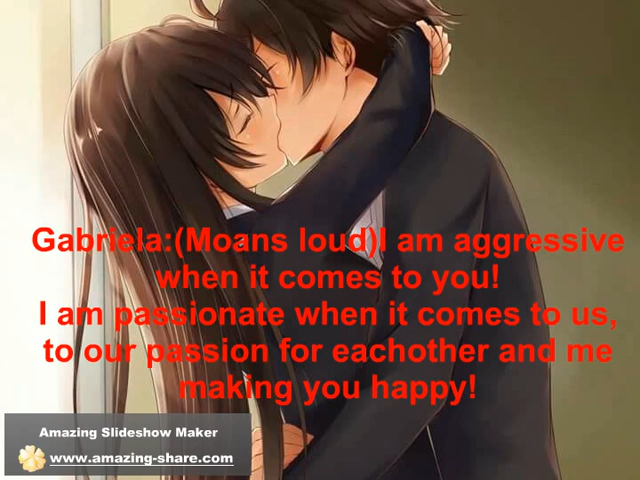 Gabriela:(Moans loud)I am aggressive
when it comes to you!
I am passionate when it comes to us,
to our passion for eachother and me
making you happy!
Amazing Slideshow Maker
www.amazing-share.com